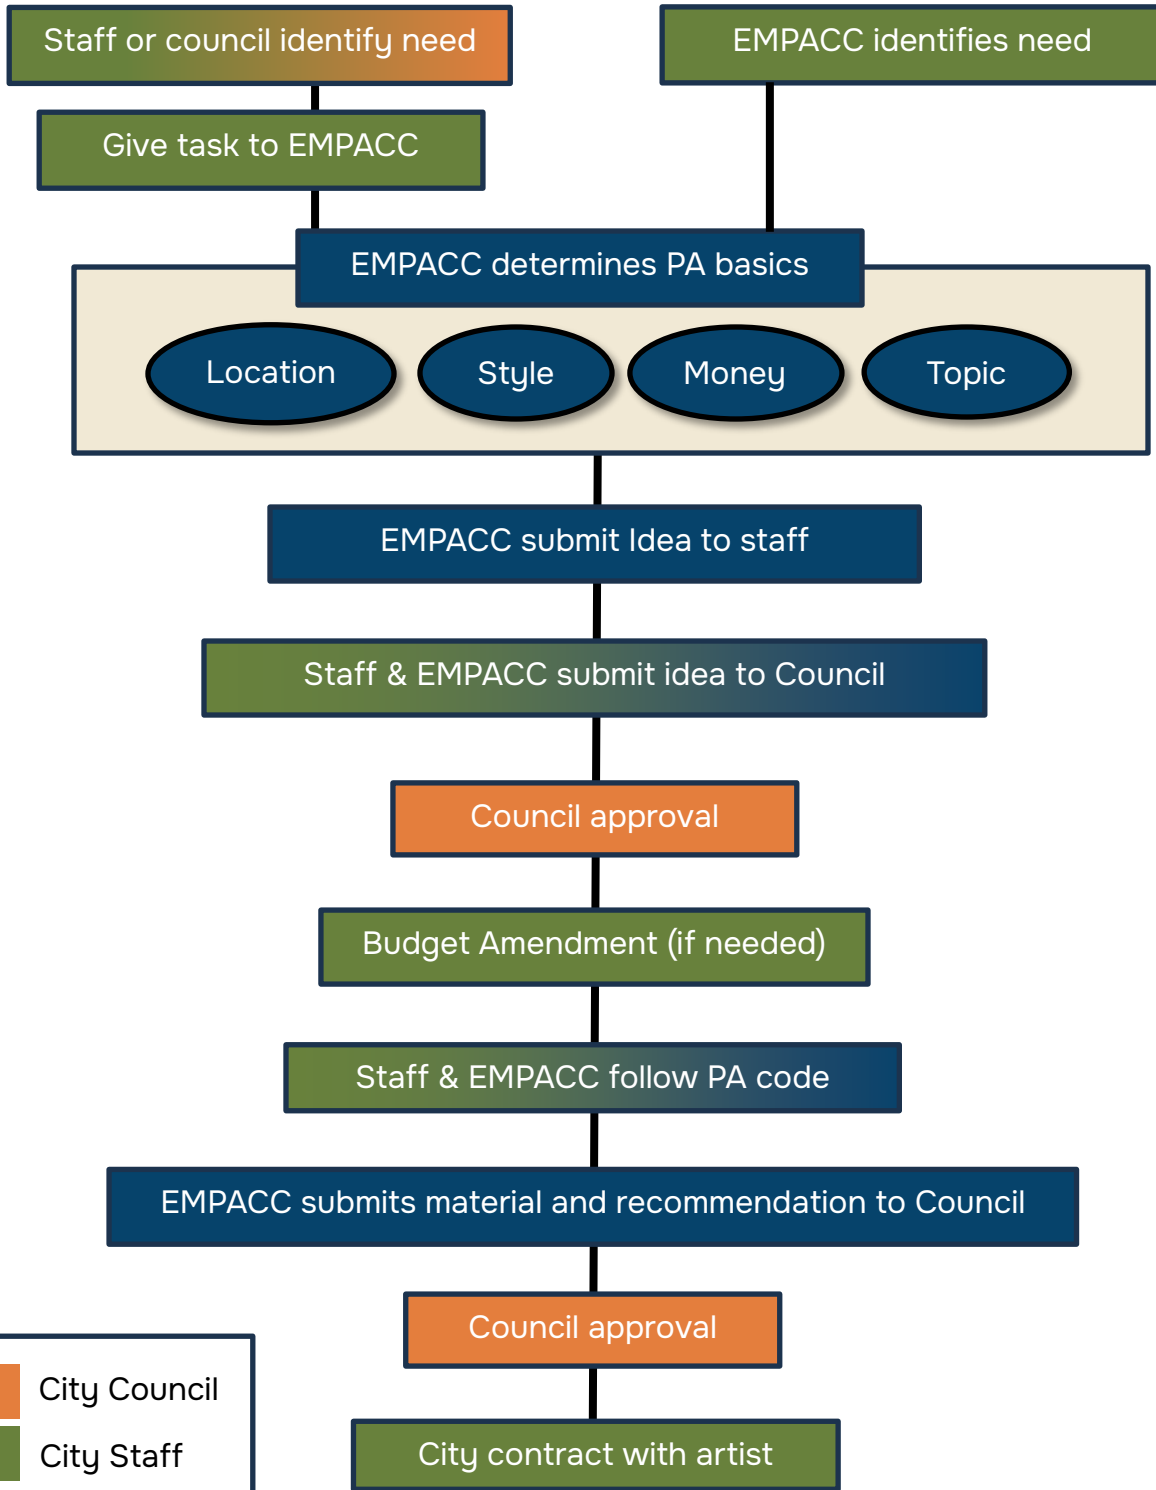 Staff or council identify need
EMPACC identifies need
Give task to EMPACC
EMPACC determines PA basics
Location
Style
Money
Topic
EMPACC submit Idea to staff
Staff & EMPACC submit idea to Council
Council approval
Budget Amendment (if needed)
Staff & EMPACC follow PA code
EMPACC submits material and recommendation to Council
Council approval
City contract with artist
City Council
City Staff